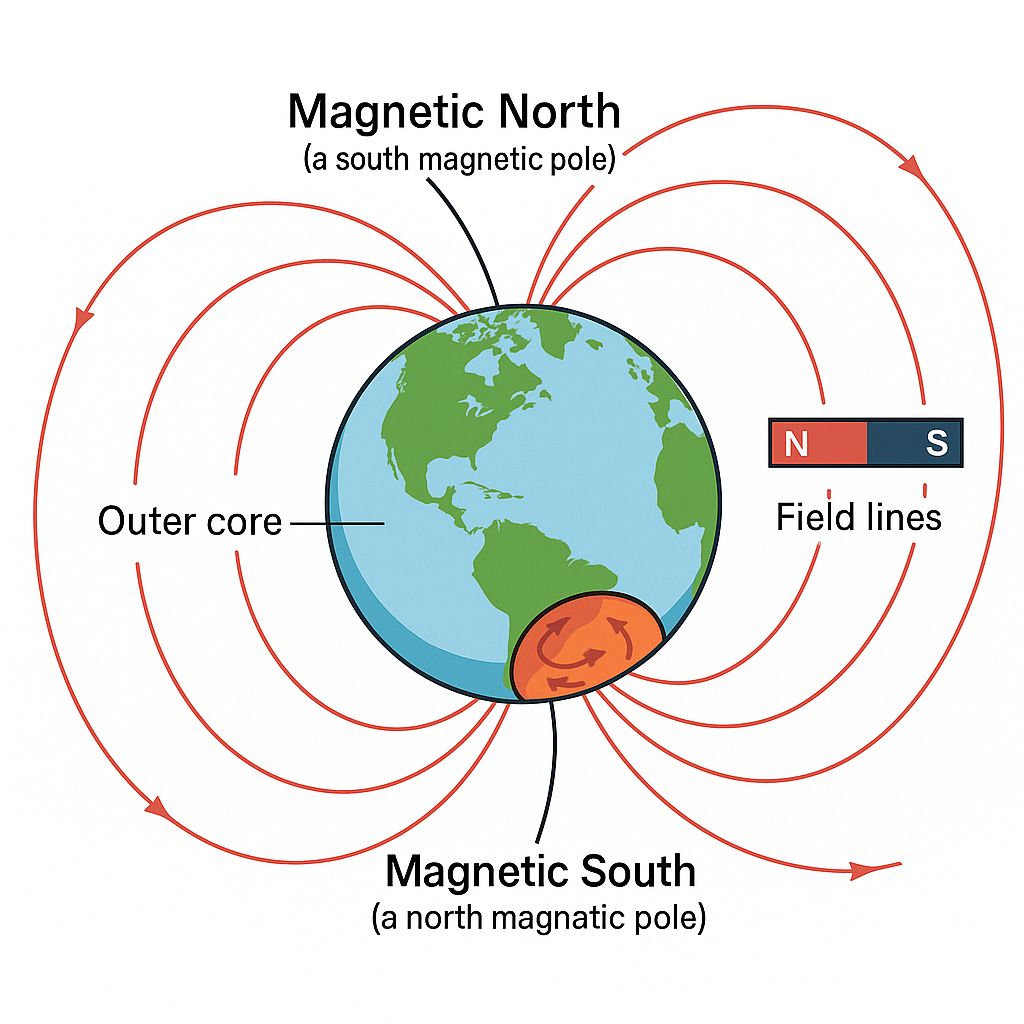 Magnetic North
(a south magnetic pole)
N S
Outer core
Field lines
Magnetic South
(a north magnatic pole)